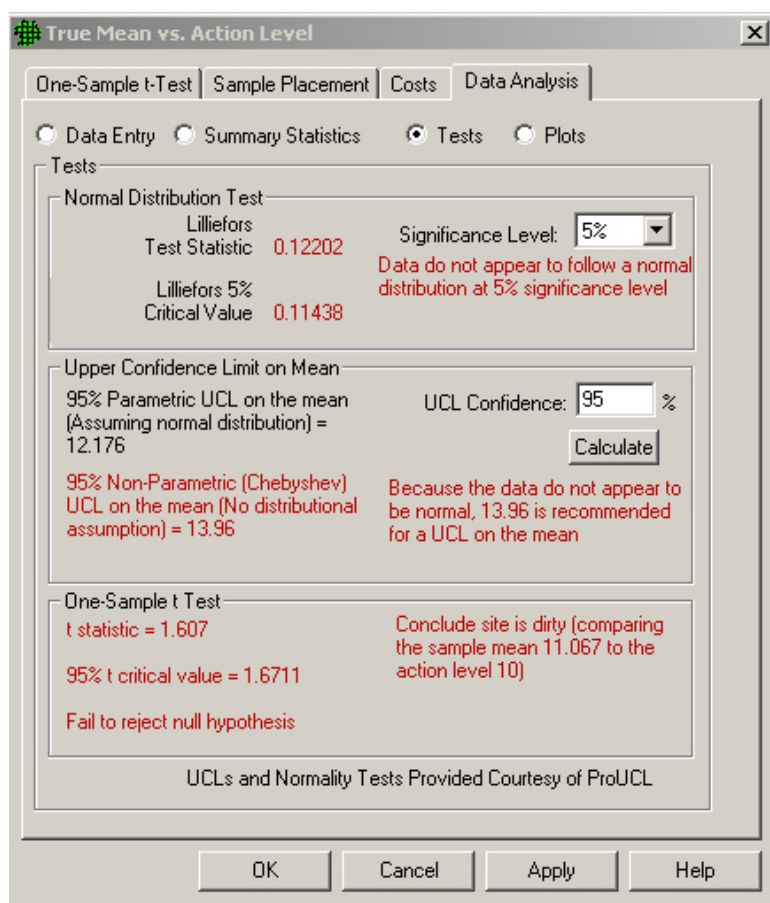 True Mean vs. Action Level
One-Sample t-Test Sample Placement Costs Data Analysis
Data Entry Summary Statistics Tests Plots
Tests
Normal Distribution Test
Lilliefors
Test Statistic 0.12202
Significance Level: 5%
Data do not appear to follow a normal
distribution at 5% significance level
Lilliefors 5%
Critical Value 0.11438
Upper Confidence Limit on Mean
95% Parametric UCL on the mean
(Assuming normal distribution) =
12.176
UCL Confidence: 95 %
Calculate
95% Non-Parametric (Chebyshev)
UCL on the mean (No distributional
assumption) = 13.96
Because the data do not appear to
be normal, 13.96 is recommended
for a UCL on the mean
One-Sample t Test
t statistic = 1.607
95% t critical value = 1.6711
Fail to reject null hypothesis
Conclude site is dirty (comparing
the sample mean 11.067 to the
action level 10)
UCLs and Normality Tests Provided Courtesy of ProUCL
OK Cancel Apply Help